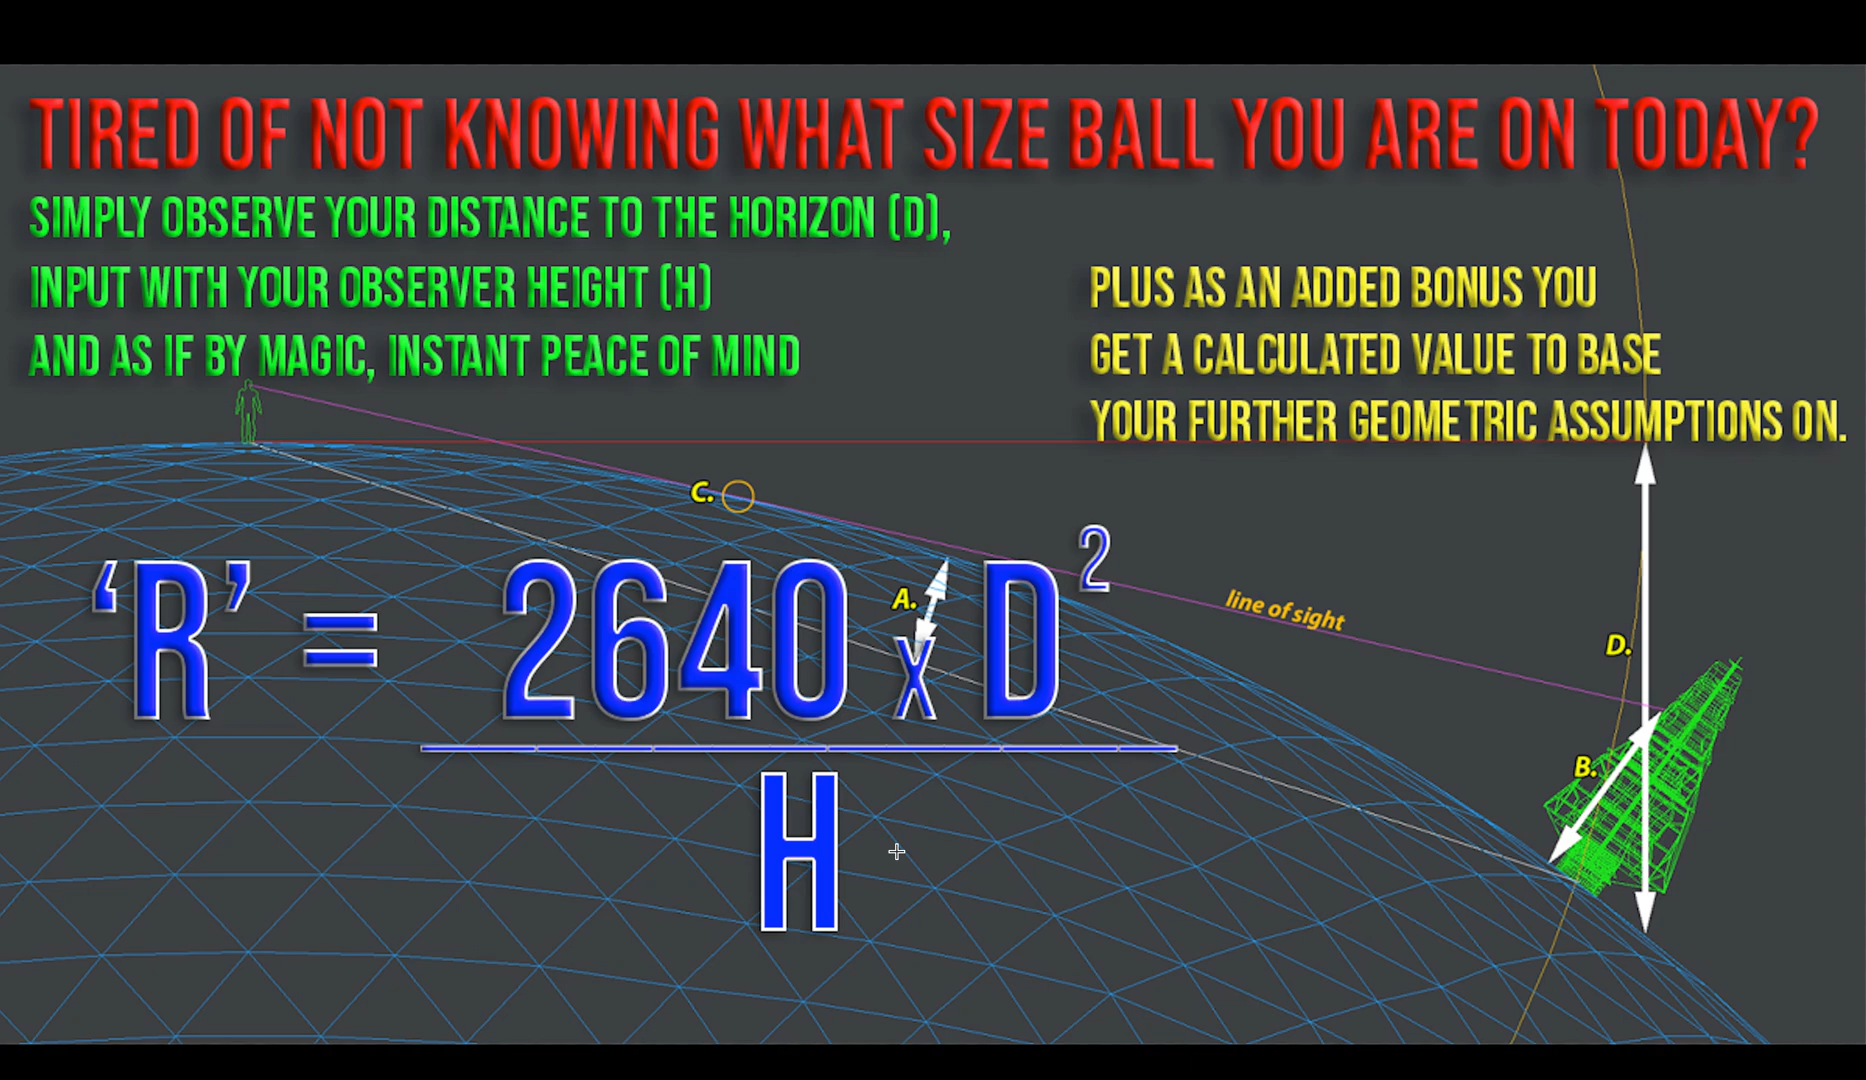 TIRED OF NOT KNOWING WHAT SIZE BALL YOU ARE ON TODAY?
SIMPLY OBSERVE YOUR DISTANCE TO THE HORIZON (D),
INPUT WITH YOUR OBSERVER HEIGHT (H)
AND AS IF BY MAGIC, INSTANT PEACE OF MIND
PLUS AS AN ADDED BONUS YOU
GET A CALCULATED VALUE TO BASE
YOUR FURTHER GEOMETRIC ASSUMPTIONS ON.
C.
‘R’ = 2640 x D²
H
A.
line of sight
D.
B.